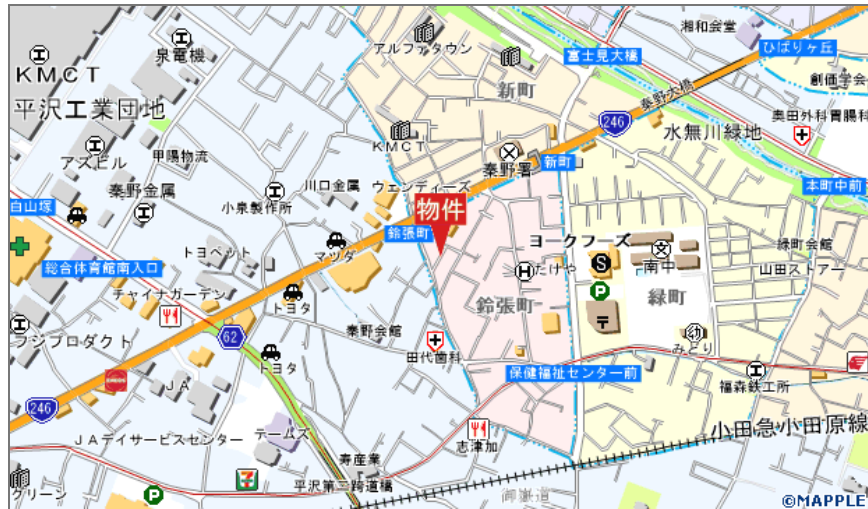 泉電機
KMCT
平沢工業団地
アズビル
甲陽物流
秦野金属
白山塚
小泉製作所
川口金属
トヨペット
総合体育館南入口
チャイナガーデン
フジプロダクト
62
246
JA
JAデイサービスセンター
テームズ
グリーン
P
7
平沢第二跨道橋
寿産業
トヨタ
トヨタ
マツダ
秦野会館
アルファタウン
新町
KMCT
ウェンディーズ
秦野署
新町
鈴張町
物件
鈴張町
田代歯科
志津加
御嶽道
保健福祉センター前
たけや
H
ヨークフーズ
S
P
〒
南中
文
緑町
みどり
福森鉄工所
山田ストアー
緑町会館
小田急小田原線
246
秦野大橋
富士見大橋
水無川緑地
湘和会堂
ひばりヶ丘
創価学会
奥田外科胃腸科
本町中前
©MAPPLE